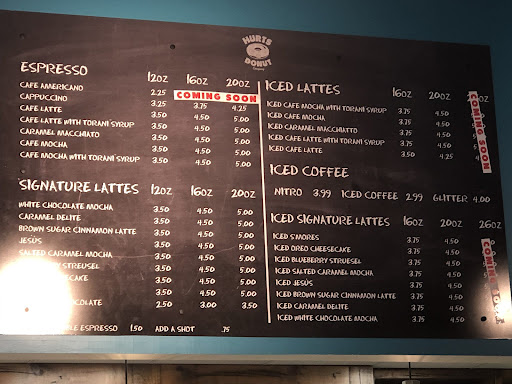 HURTS
DONUT
ESPRESSO 12OZ 16OZ 20OZ
CAFE AMERICANO 2.25 COMING SOON
CAPPUCCINO 3.25 3.75 4.25
CAFE LATTE 3.50 4.50 5.00
CAFE LATTE WITH TORANI SYRUP 3.50 4.50 5.00
CARAMEL MACCHIATO 3.50 4.50 5.00
CAFE MOCHA 3.50 4.50 5.00
CAFE MOCHA WITH TORANI SYRUP 3.50 4.50 5.00
SIGNATURE LATTES 12OZ 16OZ 20OZ
WHITE CHOCOLATE MOCHA 3.50 4.50 5.00
CARAMEL DELITE 3.50 4.50 5.00
BROWN SUGAR CINNAMON LATTE 3.50 4.50 5.00
JESÚS 3.50 4.50 5.00
SALTED CARAMEL MOCHA 3.50 4.50 5.00
STREUSEL 3.50 4.50 5.00
3.50 4.50 5.00
3.50 4.50 5.00
2.50 3.00 3.50
ESPRESSO 1.50 ADD A SHOT .75
ICED LATTES 16OZ 20OZ
ICED CAFE MOCHA WITH TORANI SYRUP 3.75 4.50
ICED CAFE MOCHA 3.75 4.50
ICED CARAMEL MACCHIATTO 3.75 4.50
ICED CAFE LATTE WITH TORANI SYRUP 3.75 4.50
ICED CAFE LATTE 3.50 4.25
COMING SOON
ICED COFFEE
NITRO 3.99 ICED COFFEE 2.99 GLITTER 4.00
ICED SIGNATURE LATTES 16OZ 20OZ 26OZ
ICED S'MORES 3.75 4.50
ICED OREO CHEESECAKE 3.75 4.50
ICED BLUEBERRY STRUESEL 3.75 4.50
ICED SALTED CARAMEL MOCHA 3.75 4.50
ICED JESÚS 3.75 4.50
ICED BROWN SUGAR CINNAMON LATTE 3.75 4.50
ICED CARAMEL DELITE 3.75 4.50
ICED WHITE CHOCOLATE MOCHA 3.75 4.50
COMING